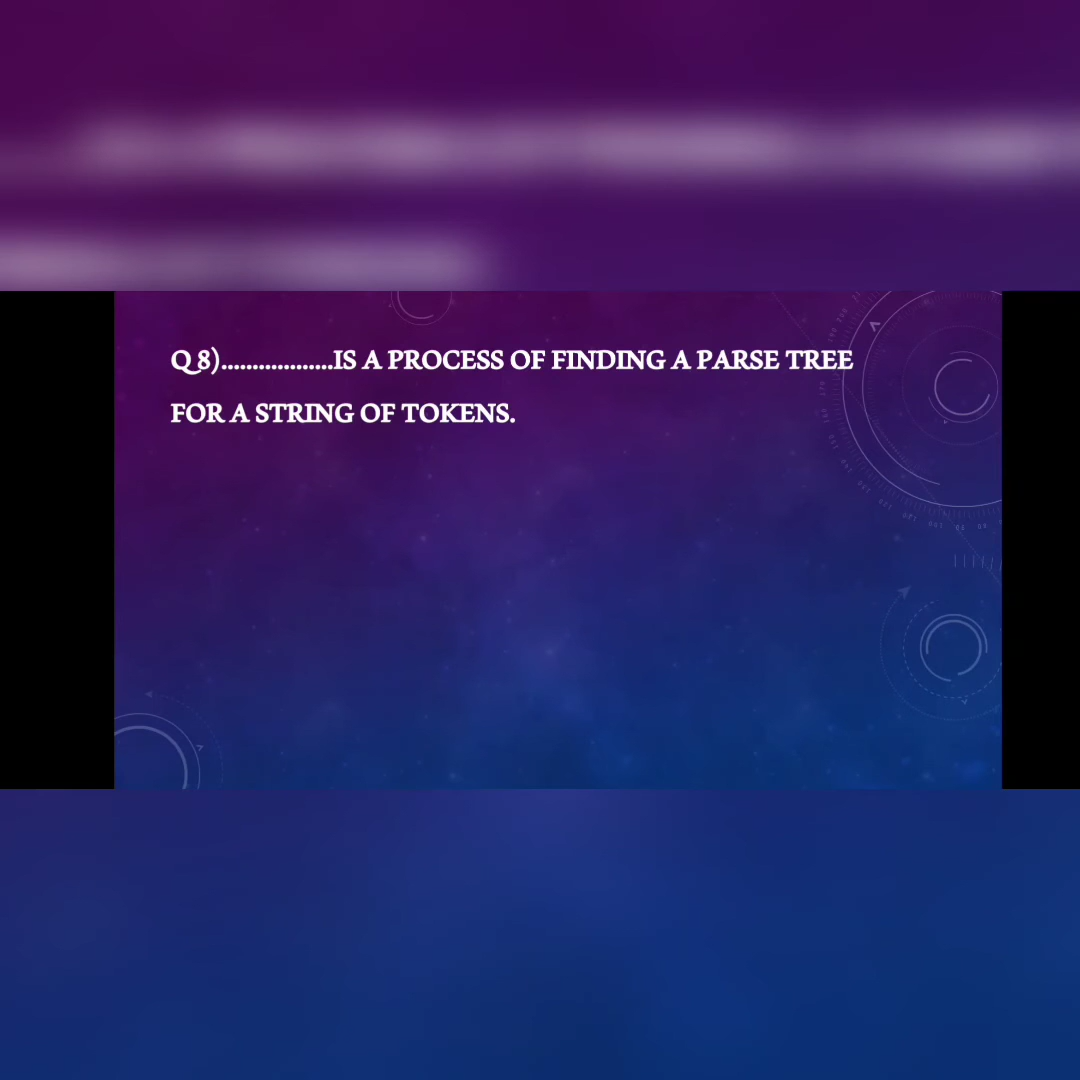 Q 8)..................IS A PROCESS OF FINDING A PARSE TREE
FOR A STRING OF TOKENS.